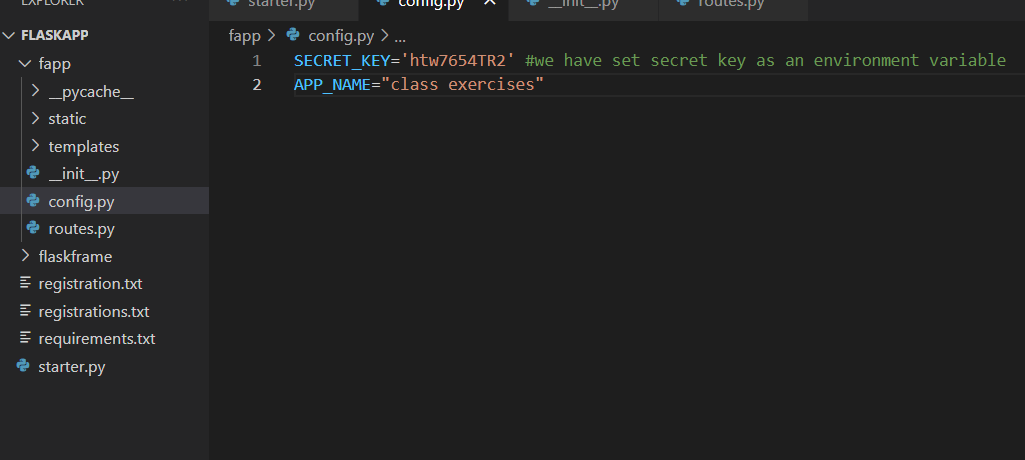 EXPLORER
starter.py
config.py
__init__.py
routes.py
FLASKAPP
fapp
__pycache__
static
templates
__init__.py
config.py
routes.py
flaskframe
registration.txt
registrations.txt
requirements.txt
starter.py
fapp > config.py > ...
1 SECRET_KEY='htw7654TR2' #we have set secret key as an environment variable
2 APP_NAME="class exercises"